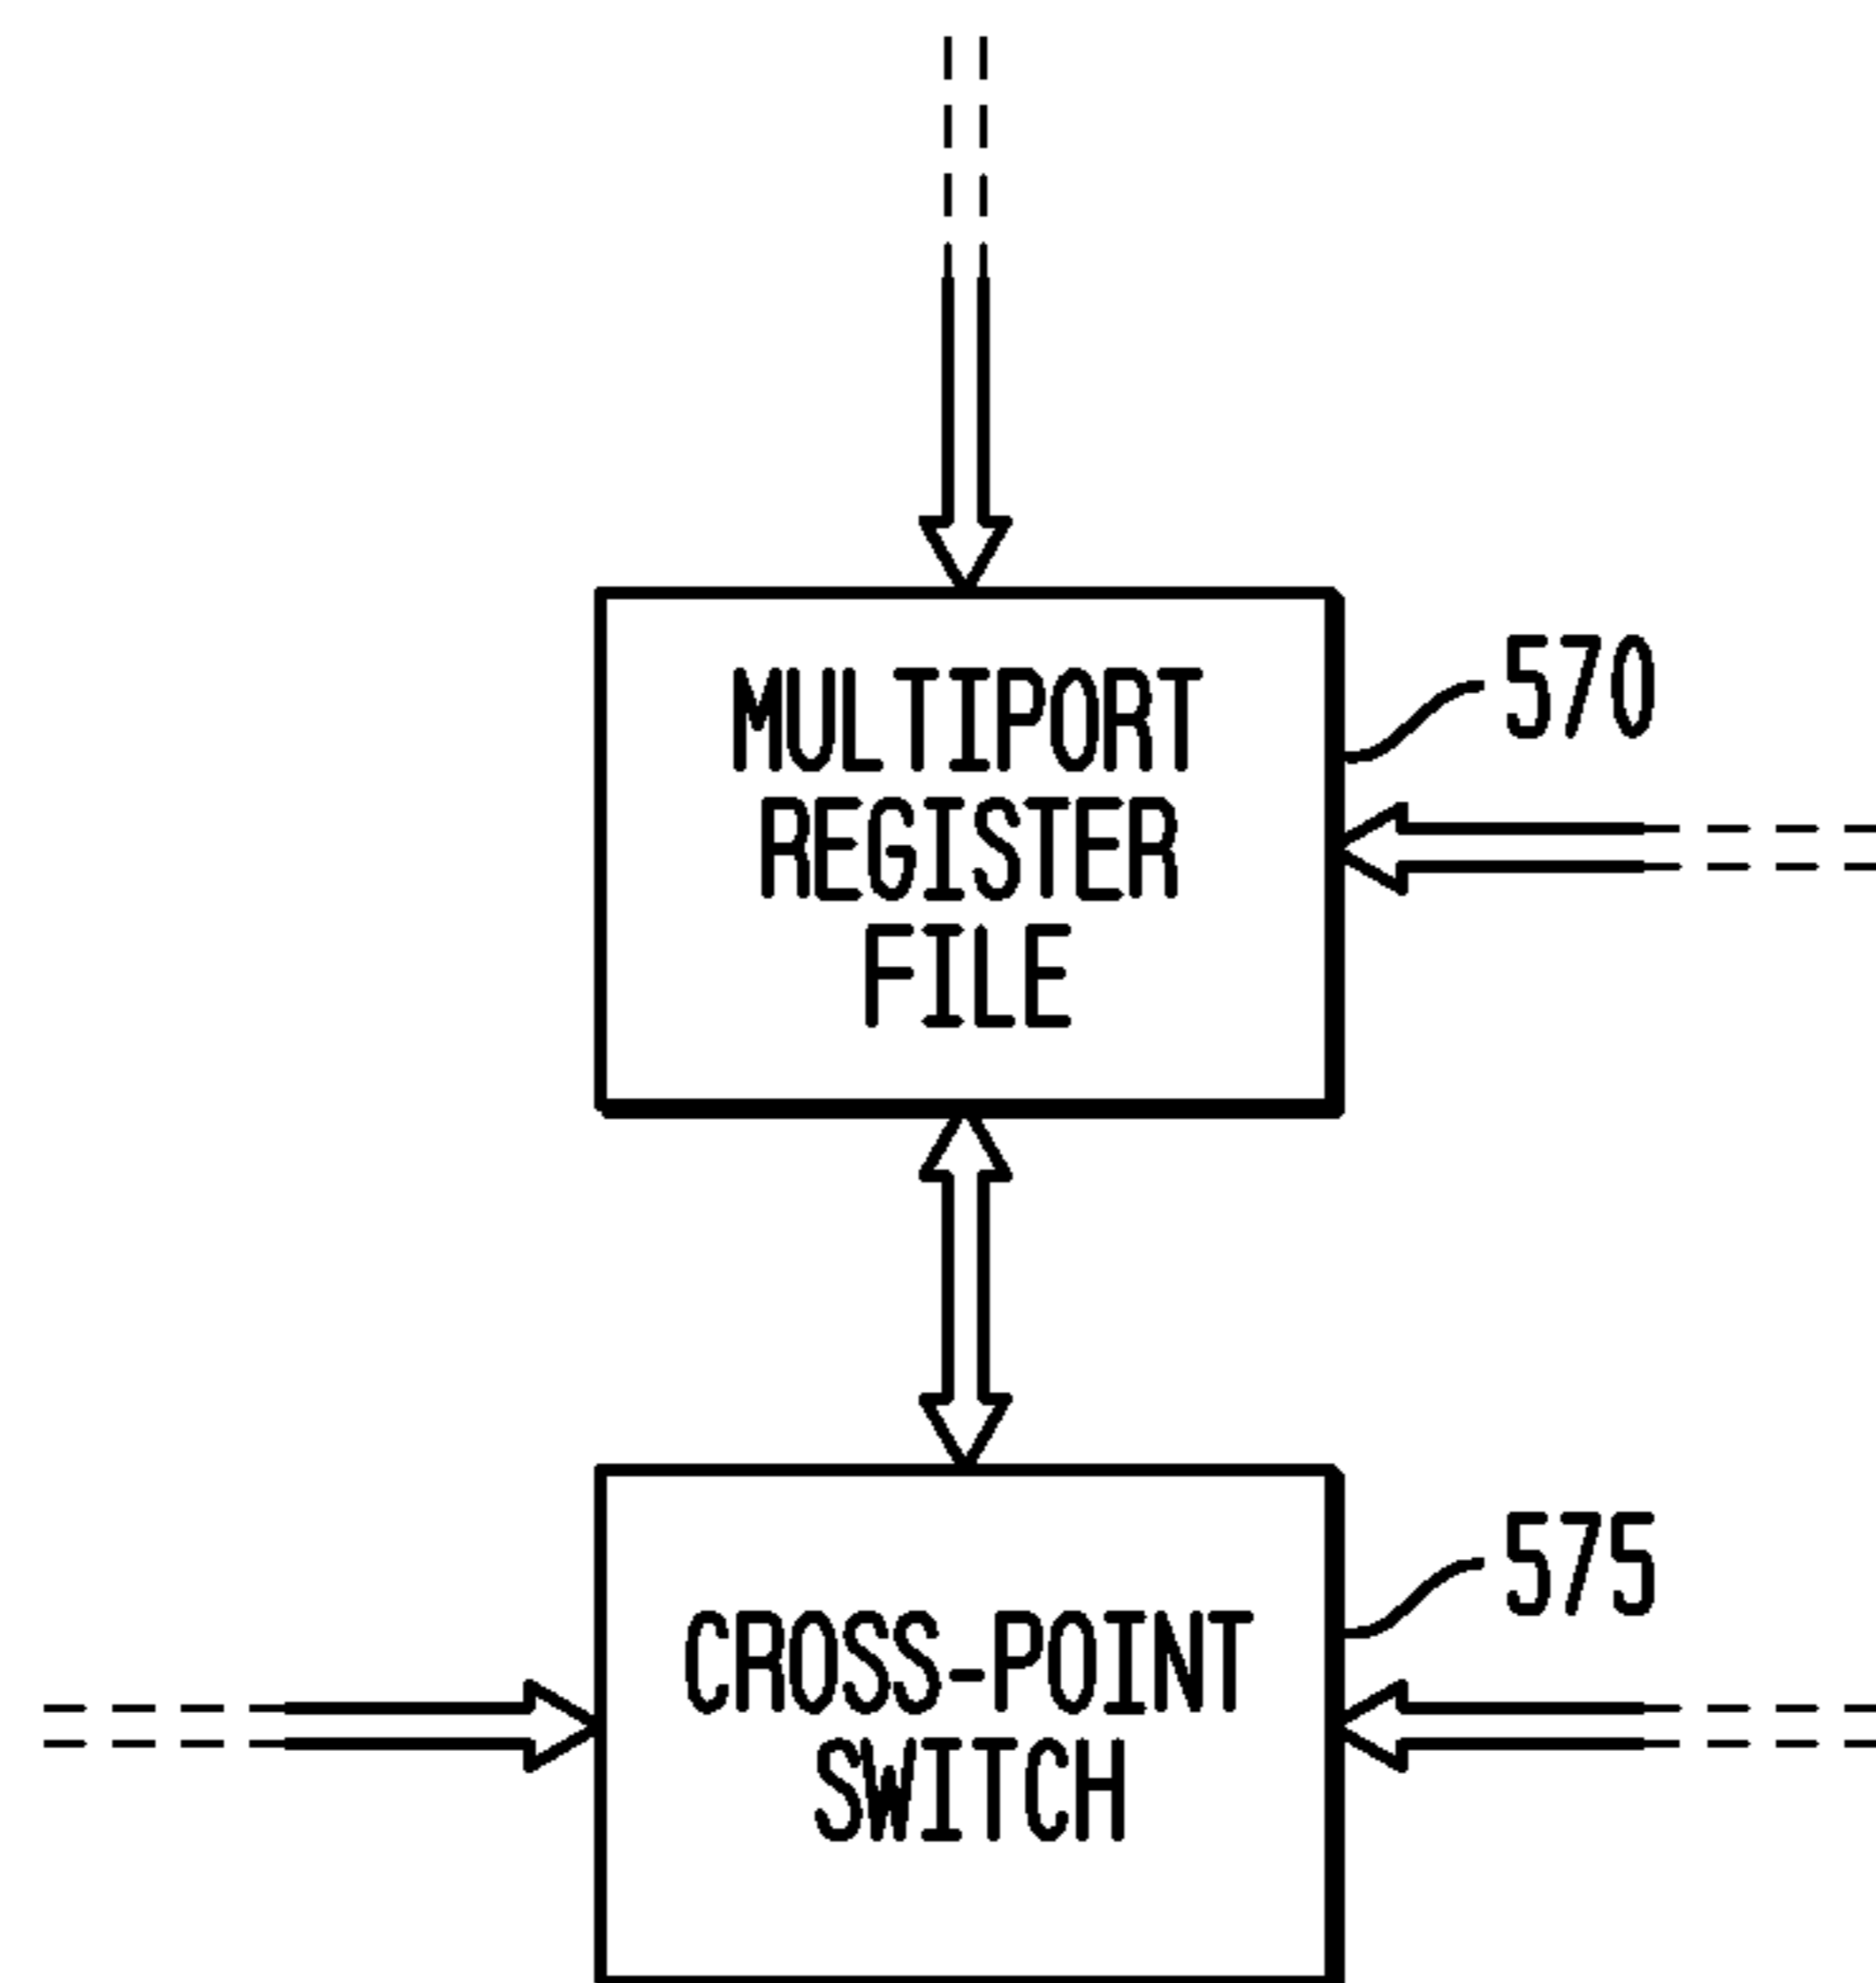 MULTIPORT
REGISTER
FILE
570
CROSS-POINT
SWITCH
575